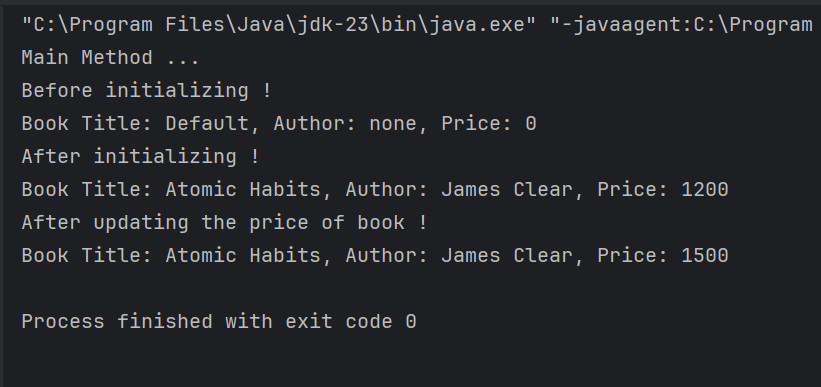 "C:\Program Files\Java\jdk-23\bin\java.exe" "-javaagent:C:\Program
Main Method ...
Before initializing !
Book Title: Default, Author: none, Price: 0
After initializing !
Book Title: Atomic Habits, Author: James Clear, Price: 1200
After updating the price of book !
Book Title: Atomic Habits, Author: James Clear, Price: 1500
Process finished with exit code 0